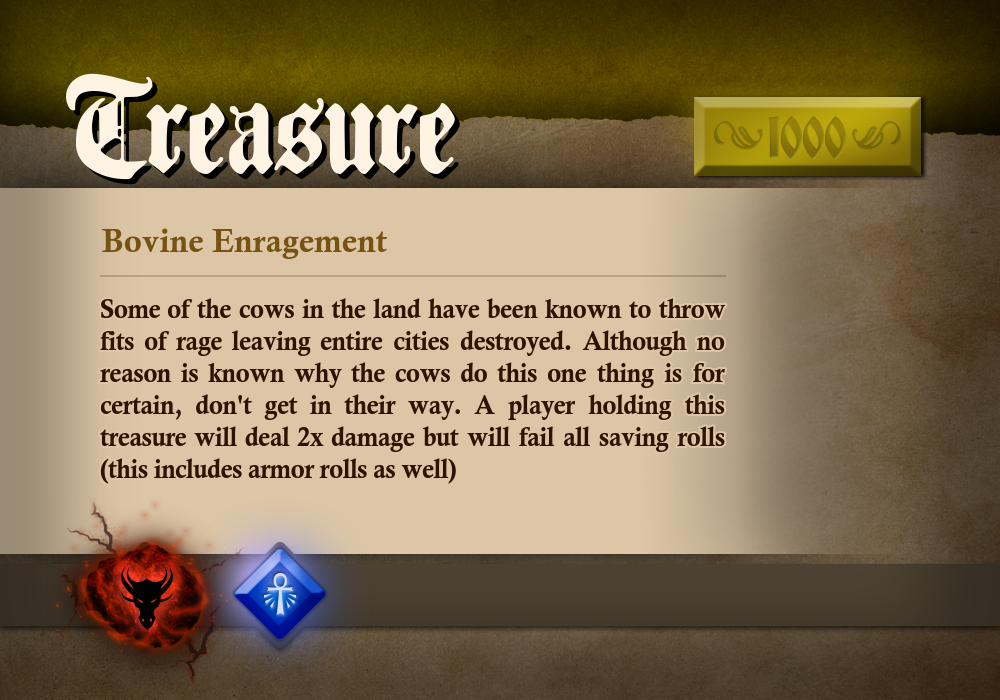 Treasure
1000
Bovine Enragement
Some of the cows in the land have been known to throw
fits of rage leaving entire cities destroyed. Although no
reason is known why the cows do this one thing is for
certain, don't get in their way. A player holding this
treasure will deal 2x damage but will fail all saving rolls
(this includes armor rolls as well)